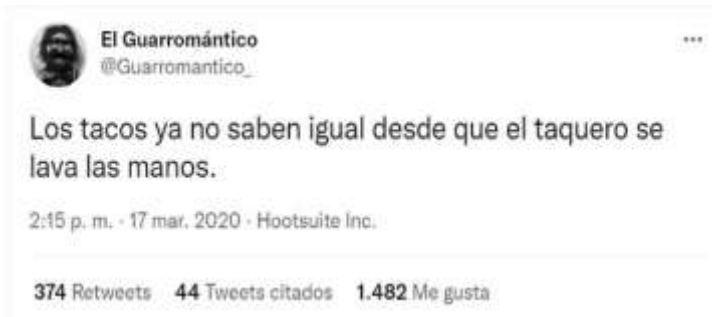 El Guarromántico
@Guarromantico_
Los tacos ya no saben igual desde que el taquero se
lava las manos.
2:15 p. m. · 17 mar. 2020 · Hootsuite Inc.
374 Retweets 44 Tweets citados 1.482 Me gusta